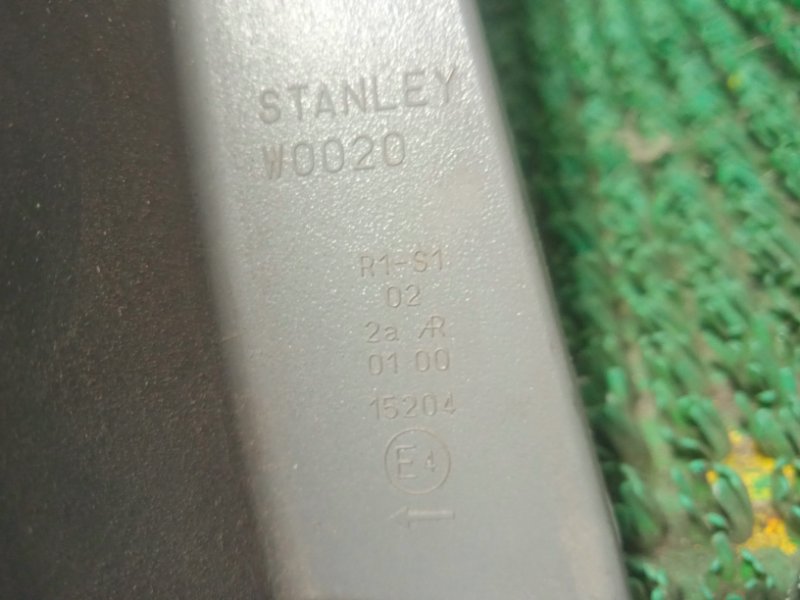 STANLEY
W0020
R1-S1
02
2a AR
01 00
15204
E4
←